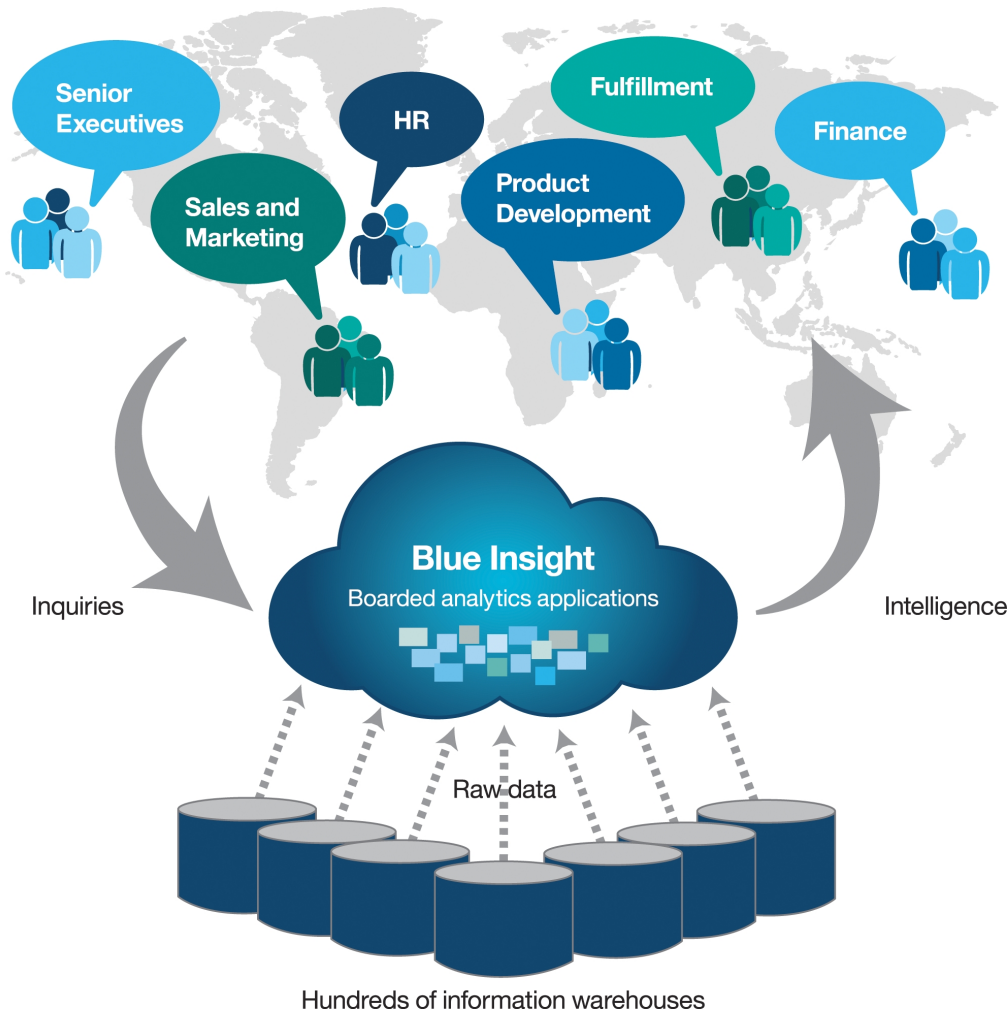 Senior
Executives
HR
Fulfillment
Finance
Sales and
Marketing
Product
Development
Blue Insight
Boarded analytics applications
Inquiries
Intelligence
Raw data
Hundreds of information warehouses